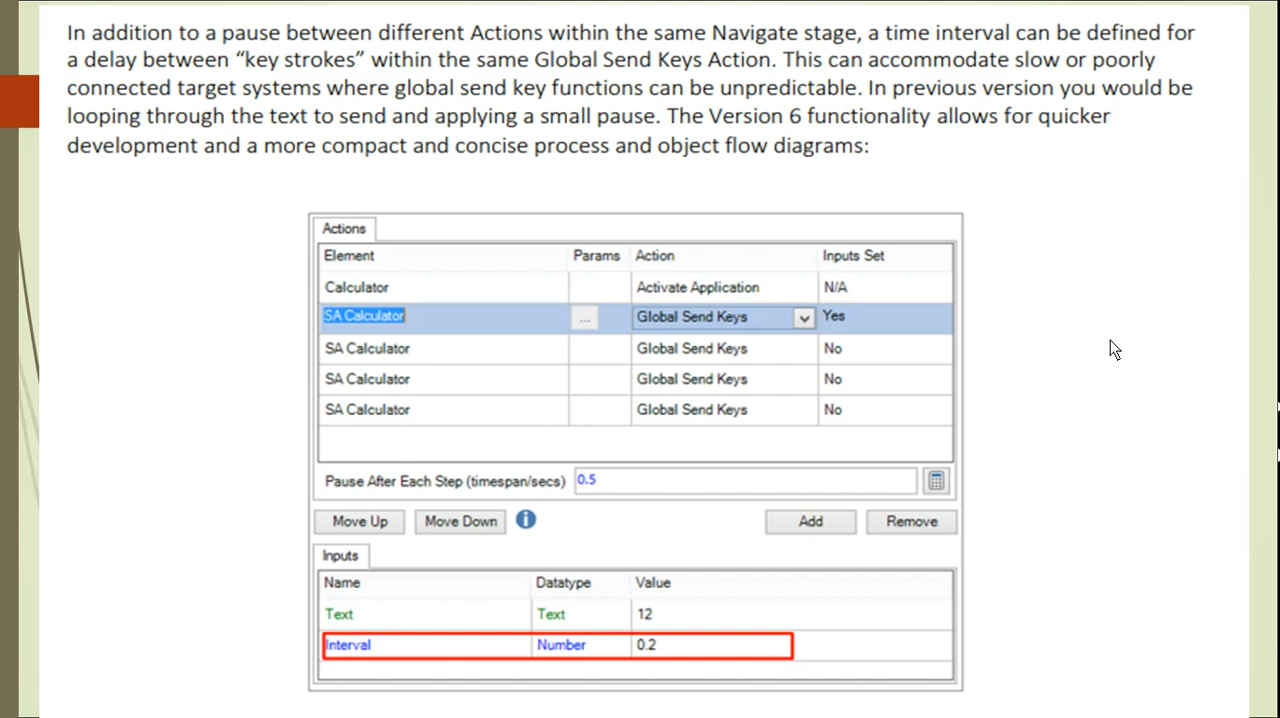 In addition to a pause between different Actions within the same Navigate stage, a time interval can be defined for
a delay between “key strokes” within the same Global Send Keys Action. This can accommodate slow or poorly
connected target systems where global send key functions can be unpredictable. In previous version you would be
looping through the text to send and applying a small pause. The Version 6 functionality allows for quicker
development and a more compact and concise process and object flow diagrams:
Actions
Element Params Action Inputs Set
Calculator Activate Application N/A
SA Calculator ... Global Send Keys Yes
SA Calculator Global Send Keys No
SA Calculator Global Send Keys No
SA Calculator Global Send Keys No
Pause After Each Step (timespan/secs) 0.5
Move Up Move Down i Add Remove
Inputs
Name Datatype Value
Text Text 12
Interval Number 0.2